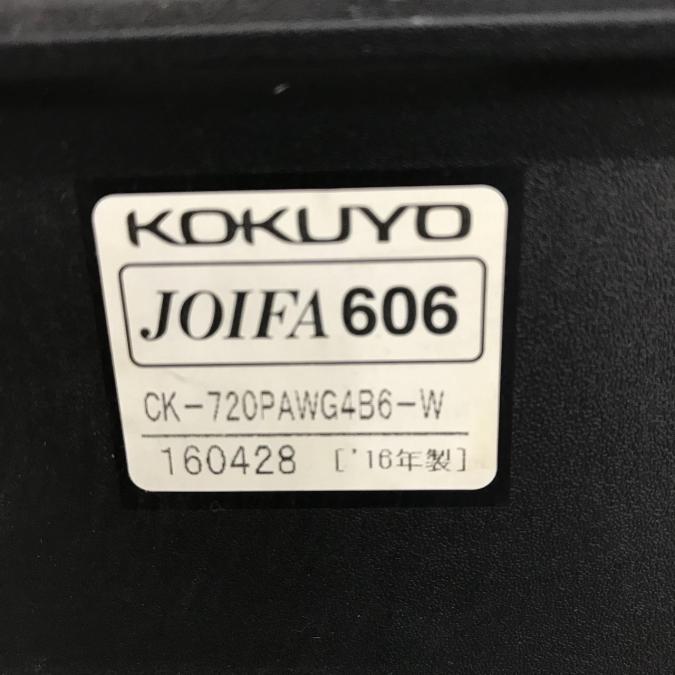 KOKUYO
JOIFA 606
CK-720PAWG4B6-W
160428 ['16年製]